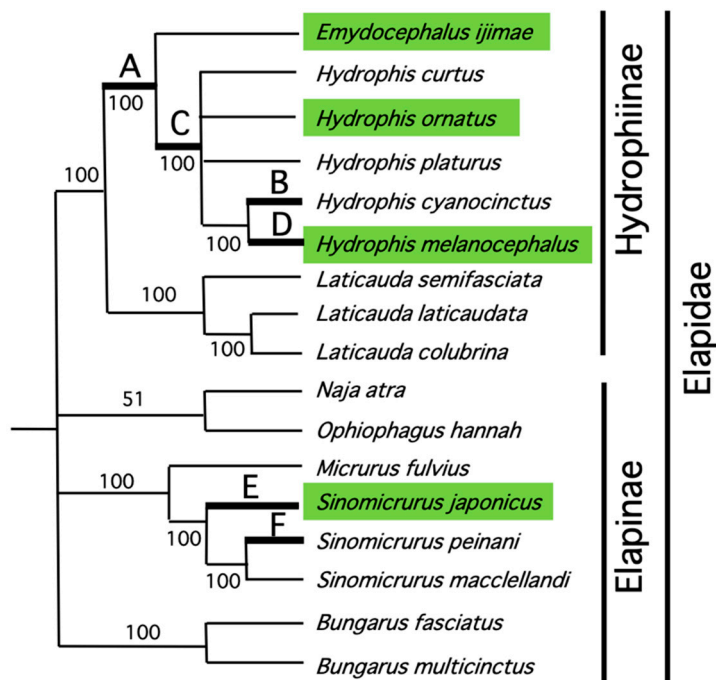 Emydocephalus ijimae
A
100
Hydrophis curtus
C
Hydrophis ornatus
100
Hydrophis platurus
100
B
Hydrophis cyanocinctus
D
100
Hydrophis melanocephalus
Laticauda semifasciata
100
Laticauda laticaudata
100
Laticauda colubrina
Naja atra
51
Ophiophagus hannah
Micrurus fulvius
100
E
Sinomicrurus japonicus
100
F
Sinomicrurus peinani
100
Sinomicrurus macclellandi
Bungarus fasciatus
100
Bungarus multicinctus
Hydrophiinae
Elapinae
Elapidae